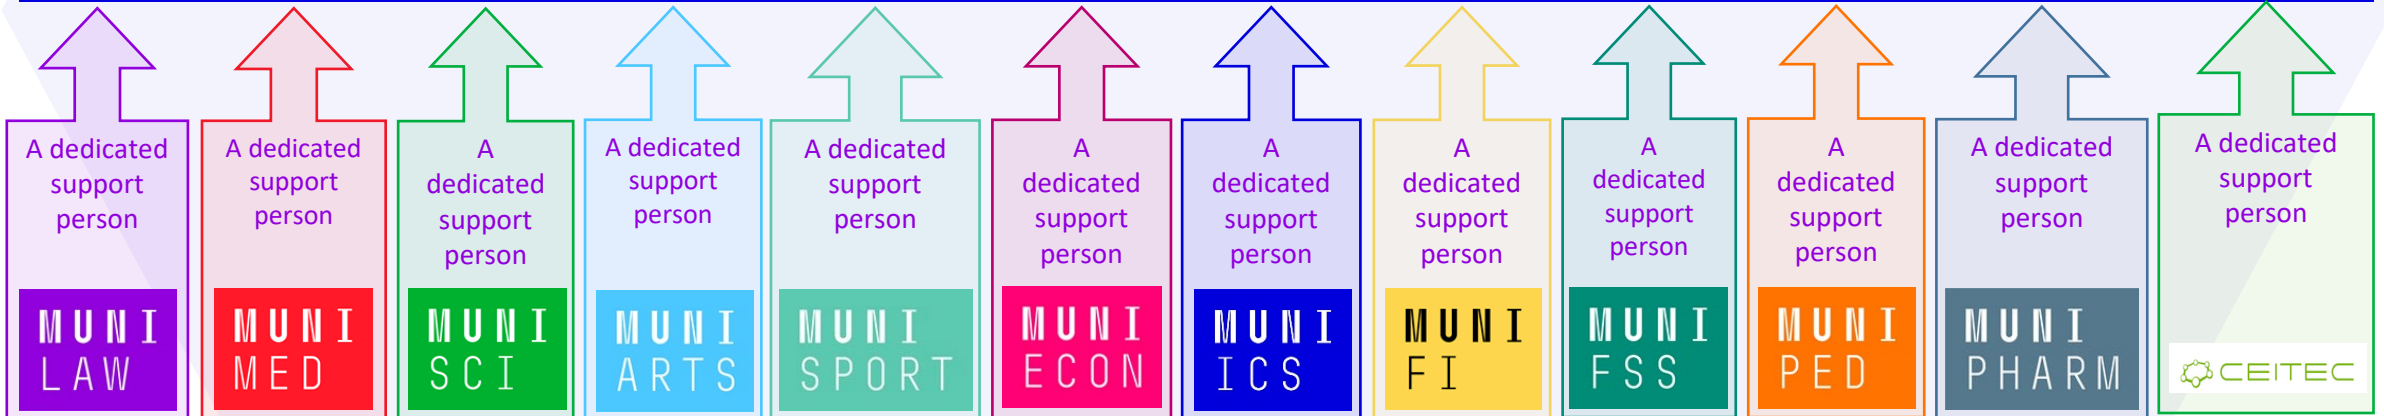 A dedicated
support
person
MUNI
LAW
A dedicated
support
person
MUNI
MED
A
dedicated
support
person
MUNI
SCI
A dedicated
support
person
MUNI
ARTS
A dedicated
support
person
MUNI
SPORT
A
dedicated
support
person
MUNI
ECON
A
dedicated
support
person
MUNI
ICS
A
dedicated
support
person
MUNI
FI
A
dedicated
support
person
MUNI
FSS
A
dedicated
support
person
MUNI
PED
A dedicated
support
person
MUNI
PHARM
A dedicated
support
person
CEITEC